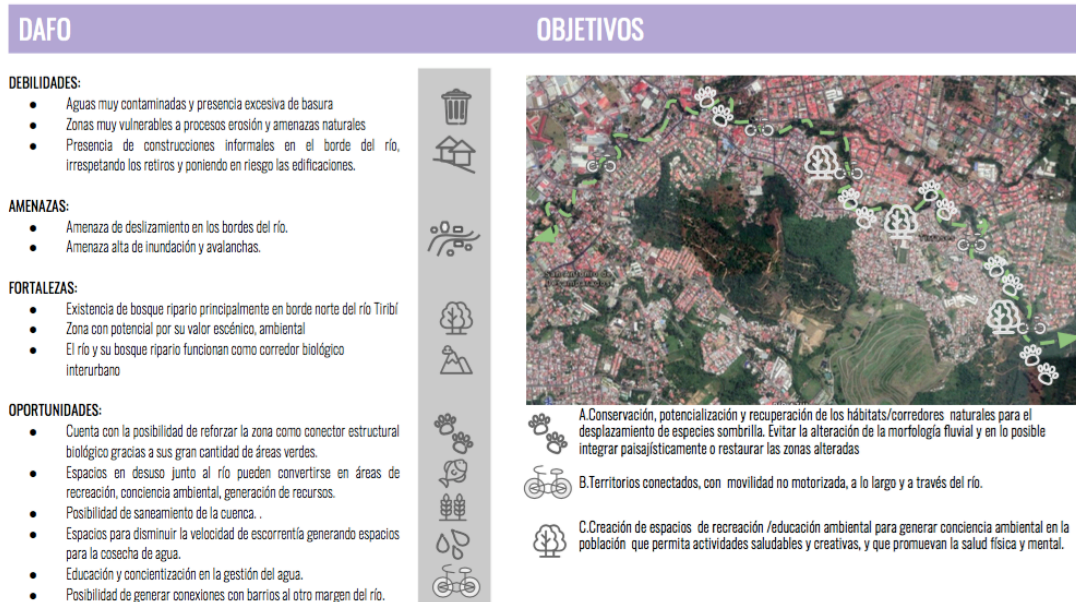 DAFO
DEBILIDADES:
● Aguas muy contaminadas y presencia excesiva de basura
● Zonas muy vulnerables a procesos erosión y amenazas naturales
● Presencia de construcciones informales en el borde del río,
irrespetando los retiros y poniendo en riesgo las edificaciones.
AMENAZAS:
● Amenaza de deslizamiento en los bordes del río.
● Amenaza alta de inundación y avalanchas.
FORTALEZAS:
● Existencia de bosque ripario principalmente en borde norte del río Tiribí
● Zona con potencial por su valor escénico, ambiental
● El río y su bosque ripario funcionan como corredor biológico
interurbano
OPORTUNIDADES:
● Cuenta con la posibilidad de reforzar la zona como conector estructural
biológico gracias a sus gran cantidad de áreas verdes.
● Espacios en desuso junto al río pueden convertirse en áreas de
recreación, conciencia ambiental, generación de recursos.
● Posibilidad de saneamiento de la cuenca. .
● Espacios para disminuir la velocidad de escorrentía generando espacios
para la cosecha de agua.
● Educación y concientización en la gestión del agua.
● Posibilidad de generar conexiones con barrios al otro margen del río.
OBJETIVOS
A.Conservación, potencialización y recuperación de los hábitats/corredores naturales para el
desplazamiento de especies sombrilla. Evitar la alteración de la morfología fluvial y en lo posible
integrar paisajísticamente o restaurar las zonas alteradas
B.Territorios conectados, con movilidad no motorizada, a lo largo y a través del río.
C.Creación de espacios de recreación /educación ambiental para generar conciencia ambiental en la
población que permita actividades saludables y creativas, y que promuevan la salud física y mental.